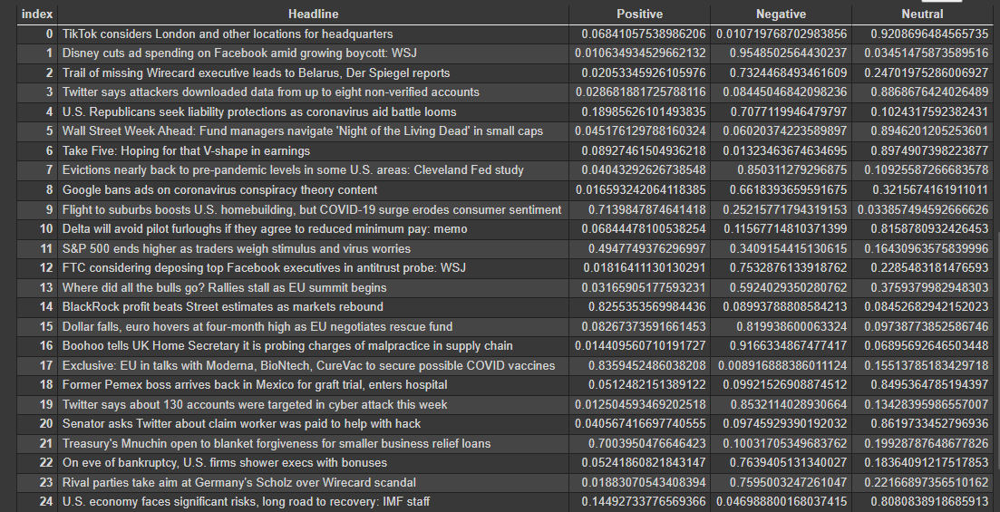 index Headline Positive Negative Neutral
0 TikTok considers London and other locations for headquarters 0.06841057538986206 0.010719768702983856 0.9208696484565735
1 Disney cuts ad spending on Facebook amid growing boycott: WSJ 0.010634934529662132 0.9548502564430237 0.03451475873589516
2 Trail of missing Wirecard executive leads to Belarus, Der Spiegel reports 0.02053345926105976 0.7324468493461609 0.24701975286006927
3 Twitter says attackers downloaded data from up to eight non-verified accounts 0.028681881725788116 0.08445046842098236 0.8868676424026489
4 U.S. Republicans seek liability protections as coronavirus aid battle looms 0.18985626101493835 0.7077119946479797 0.1024317592382431
5 Wall Street Week Ahead: Fund managers navigate 'Night of the Living Dead' in small caps 0.045176129788160324 0.06020374223589897 0.8946201205253601
6 Take Five: Hoping for that V-shape in earnings 0.08927461504936218 0.01323463674634695 0.8974907398223877
7 Evictions nearly back to pre-pandemic levels in some U.S. areas: Cleveland Fed study 0.04043292626738548 0.850311279296875 0.10925587266683578
8 Google bans ads on coronavirus conspiracy theory content 0.016593242064118385 0.6618393659591675 0.3215674161911011
9 Flight to suburbs boosts U.S. homebuilding, but COVID-19 surge erodes consumer sentiment 0.7139847874641418 0.25215771794319153 0.033857494592666626
10 Delta will avoid pilot furloughs if they agree to reduced minimum pay: memo 0.06844478100538254 0.11567714810371399 0.8158780932426453
11 S&P 500 ends higher as traders weigh stimulus and virus worries 0.4947749376296997 0.3409154415130615 0.16430963575839996
12 FTC considering deposing top Facebook executives in antitrust probe: WSJ 0.01816411130130291 0.7532876133918762 0.2285483181476593
13 Where did all the bulls go? Rallies stall as EU summit begins 0.03165905177593231 0.5924029350280762 0.3759379982948303
14 BlackRock profit beats Street estimates as markets rebound 0.8255353569984436 0.08993788808584213 0.08452682942152023
15 Dollar falls, euro hovers at four-month high as EU negotiates rescue fund 0.08267373591661453 0.819938600063324 0.09738773852586746
16 Boohoo tells UK Home Secretary it is probing charges of malpractice in supply chain 0.014409560710191727 0.9166334867477417 0.06895692646503448
17 Exclusive: EU in talks with Moderna, BioNtech, CureVac to secure possible COVID vaccines 0.8359452486038208 0.008916888386011124 0.15513785183429718
18 Former Pemex boss arrives back in Mexico for graft trial, enters hospital 0.0512482151389122 0.09921526908874512 0.8495364785194397
19 Twitter says about 130 accounts were targeted in cyber attack this week 0.012504593469202518 0.8532114028930664 0.13428395986557007
20 Senator asks Twitter about claim worker was paid to help with hack 0.040567416697740555 0.09745929390192032 0.8619733452796936
21 Treasury's Mnuchin open to blanket forgiveness for smaller business relief loans 0.7003950476646423 0.10031705349683762 0.19928787648677826
22 On eve of bankruptcy, U.S. firms shower execs with bonuses 0.05241860821843147 0.7639405131340027 0.18364091217517853
23 Rival parties take aim at Germany's Scholz over Wirecard scandal 0.01883070543408394 0.7595003247261047 0.221668973565​10162
24 U.S. economy faces significant risks, long road to recovery: IMF staff 0.14492733776569366 0.046988800168037415 0.8080838918685913